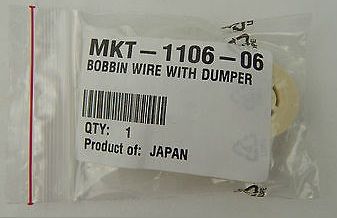 MKT-1106-06
BOBBIN WIRE WITH DUMPER
QTY: 1
Product of: JAPAN